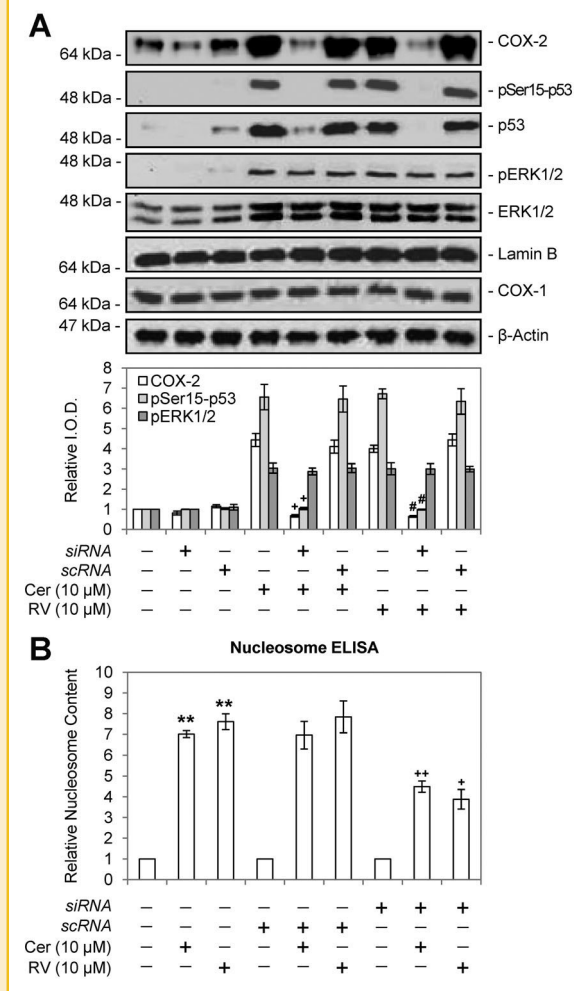 A
64 kDa - - COX-2
48 kDa - - pSer15-p53
48 kDa - - p53
48 kDa - - pERK1/2
48 kDa - - ERK1/2
64 kDa - - Lamin B
64 kDa - - COX-1
47 kDa - - β-Actin
Relative I.O.D.
8
7
6
5
4
3
2
1
0
COX-2
pSer15-p53
pERK1/2
+ + # #
siRNA – + – – + – – + –
scRNA – – + – – + – – +
Cer (10 µM) – – – + + + – – –
RV (10 µM) – – – – – – + + +
B
Nucleosome ELISA
Relative Nucleosome Content
10
9
8
7
6
5
4
3
2
1
0
** ** ++ +
siRNA – – – – – – + + +
scRNA – – – + + + – – –
Cer (10 µM) – + – – + – – + –
RV (10 µM) – – + – – + – – +